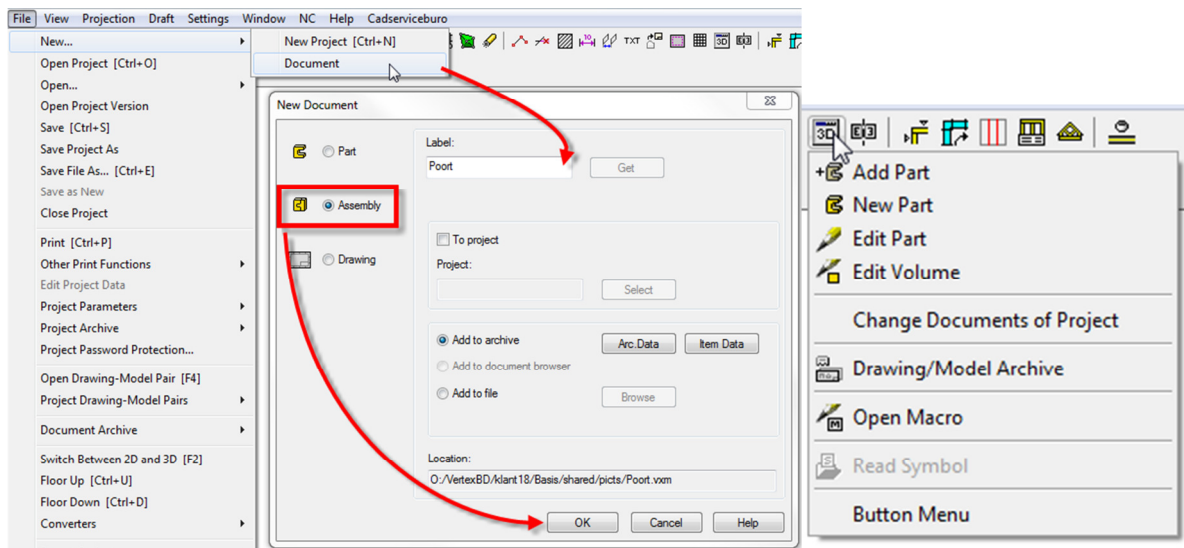 File View Projection Draft Settings Window NC Help Cadserviceburo
New...
Open Project [Ctrl+O]
Open...
Open Project Version
Save [Ctrl+S]
Save Project As
Save File As... [Ctrl+E]
Save as New
Close Project
Print [Ctrl+P]
Other Print Functions
Edit Project Data
Project Parameters
Project Archive
Project Password Protection...
Open Drawing-Model Pair [F4]
Project Drawing-Model Pairs
Document Archive
Switch Between 2D and 3D [F2]
Floor Up [Ctrl+U]
Floor Down [Ctrl+D]
Converters
New Project [Ctrl+N]
Document
10
TXT
3D
New Document
Part
Assembly
Drawing
Label:
Poort
Get
To project
Project:
Select
Add to archive
Arc.Data
Item Data
Add to document browser
Add to file
Browse
Location:
O:/VertexBD/klant18/Basis/shared/picts/Poort.vxm
OK
Cancel
Help
3D
Add Part
New Part
Edit Part
Edit Volume
Change Documents of Project
Drawing/Model Archive
M
Open Macro
Read Symbol
Button Menu